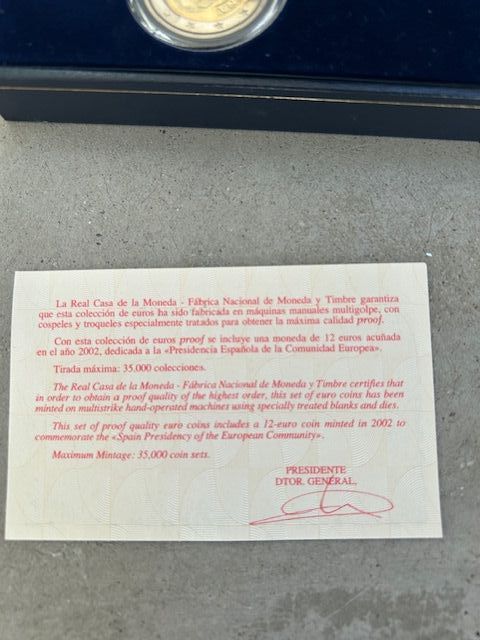 La Real Casa de la Moneda - Fábrica Nacional de Moneda y Timbre garantiza
que esta colección de euros ha sido fabricada en máquinas manuales multigolpe, con
cospeles y troqueles especialmente tratados para obtener la máxima calidad proof.
Con esta colección de euros proof se incluye una moneda de 12 euros acuñada
en el año 2002, dedicada a la «Presidencia Española de la Comunidad Europea».
Tirada máxima: 35.000 colecciones.
The Real Casa de la Moneda - Fábrica Nacional de Moneda y Timbre certifies that
in order to obtain a proof quality of the highest order, this set of euro coins has been
minted on multistrike hand-operated machines using specially treated blanks and dies.
This set of proof quality euro coins includes a 12-euro coin minted in 2002 to
commemorate the «Spain Presidency of the European Community».
Maximum Mintage: 35,000 coin sets.
PRESIDENTE
DTOR. GENERAL,